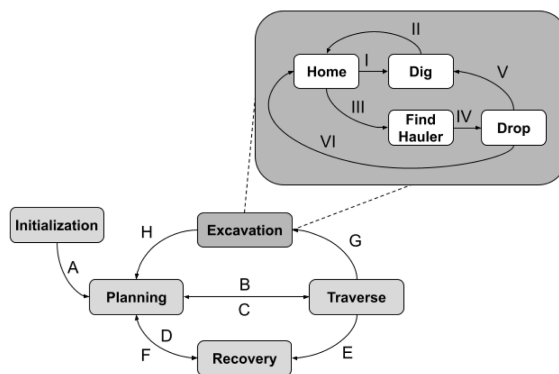 II
Home
I
Dig
V
III
Find
Hauler
IV
Drop
VI
Initialization
H
Excavation
G
A
Planning
B
C
Traverse
D
F
Recovery
E